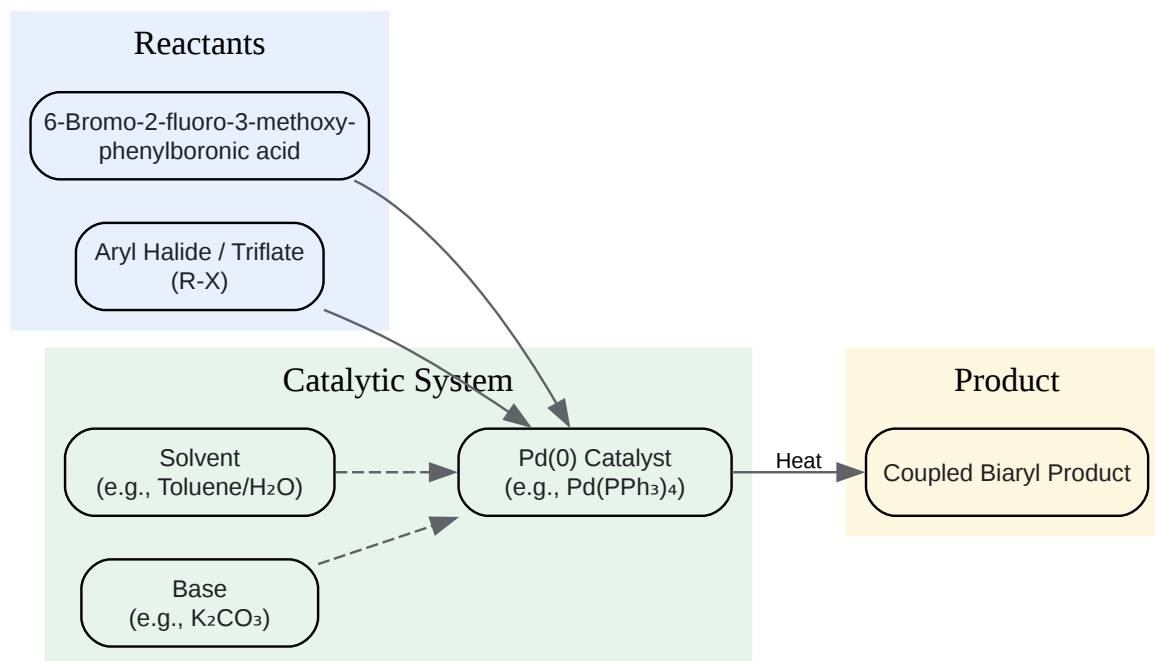 Reactants
6-Bromo-2-fluoro-3-methoxy-
phenylboronic acid
Aryl Halide / Triflate
(R-X)
Catalytic System
Solvent
(e.g., Toluene/H₂O)
Pd(0) Catalyst
(e.g., Pd(PPh₃)₄)
Base
(e.g., K₂CO₃)
Heat
Product
Coupled Biaryl Product